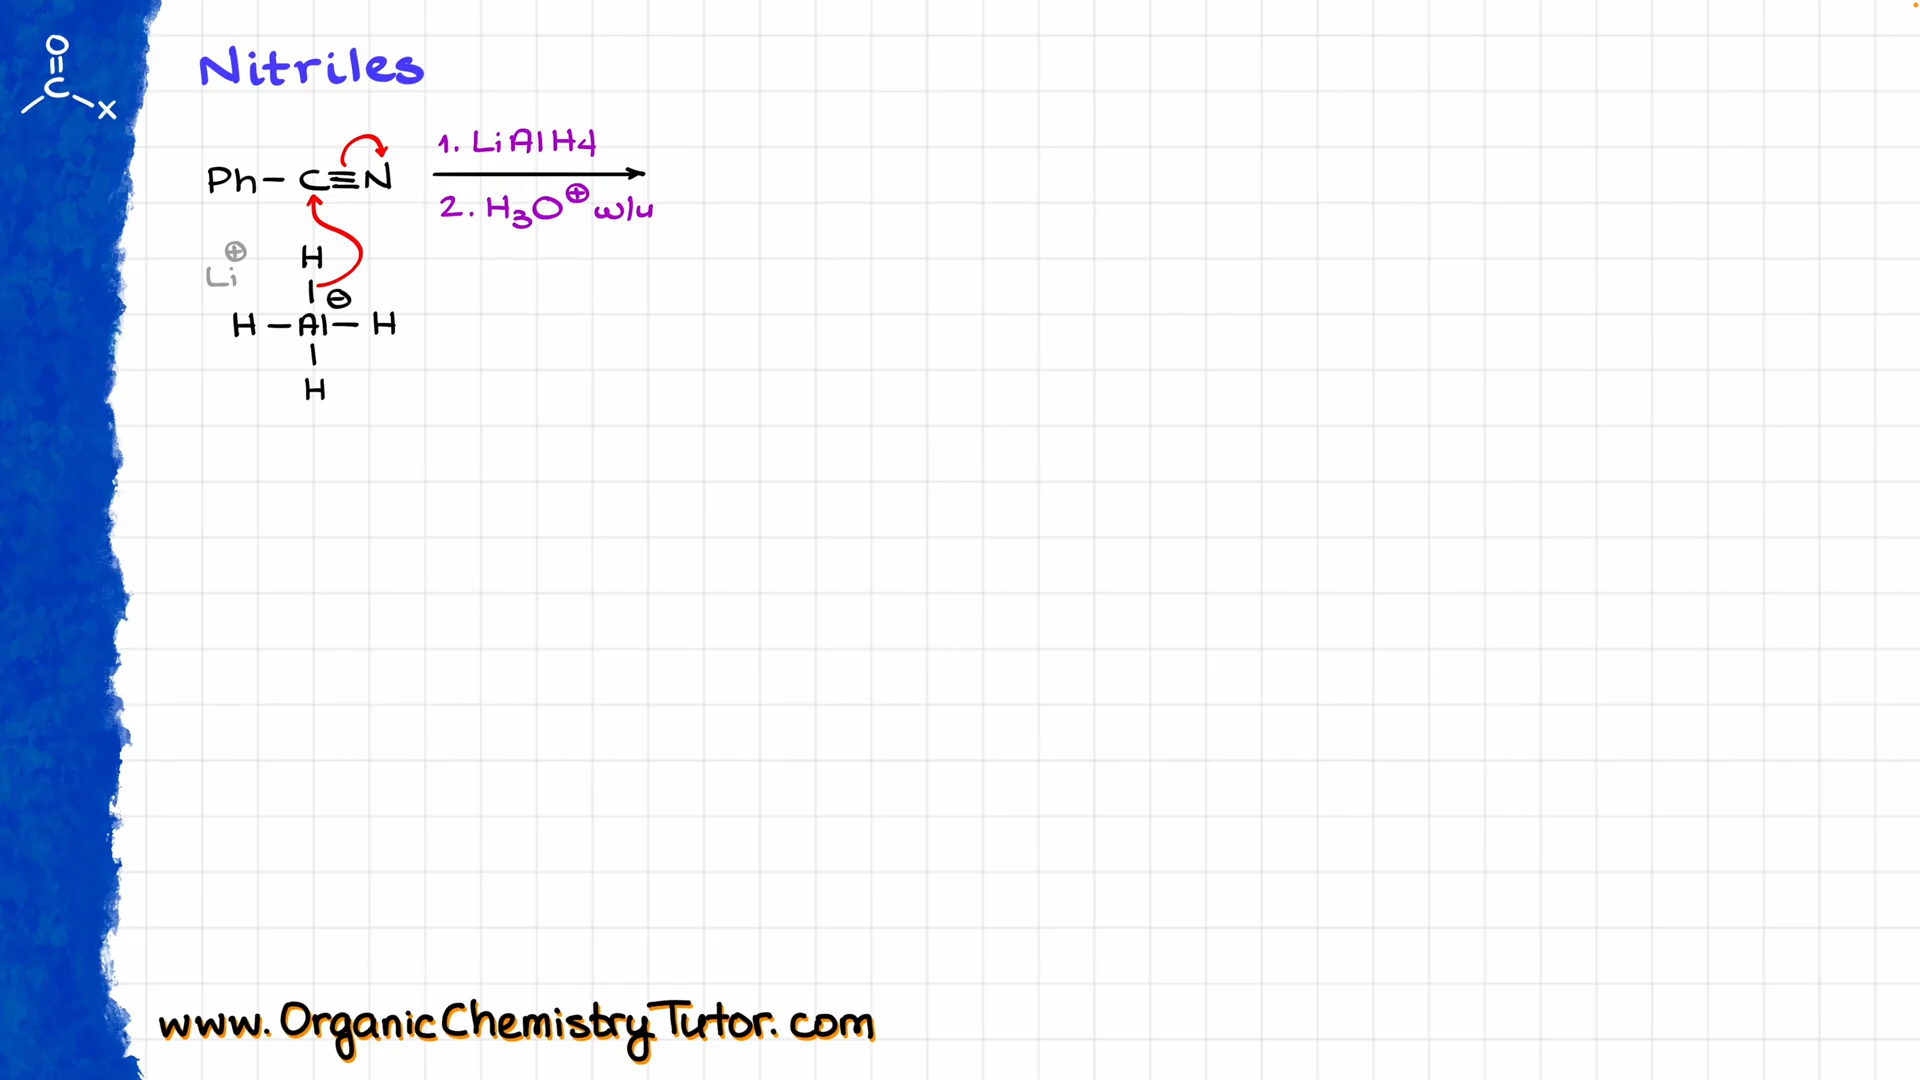 O
C
X
Nitriles
Ph-C≡N
1. LiAlH4
2. H3O⊕ w/u
Li⊕
H
H-Al⊖-H
H
www.OrganicChemistryTutor.com